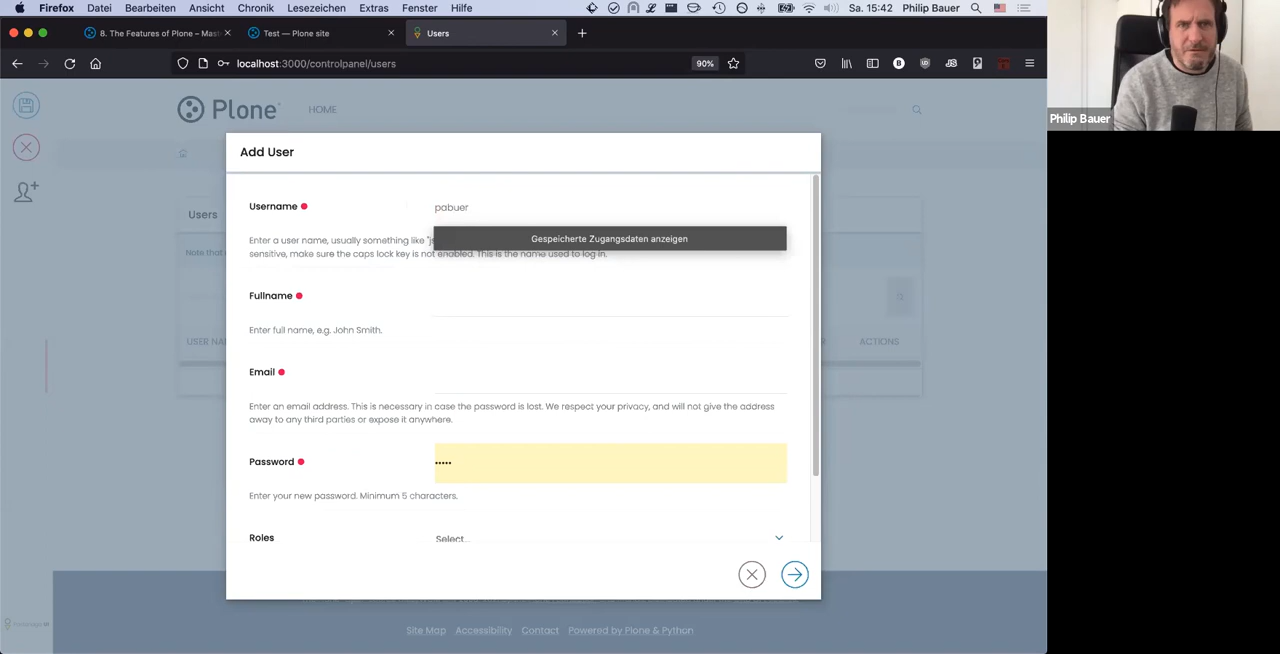 Firefox Datei Bearbeiten Ansicht Chronik Lesezeichen Extras Fenster Hilfe Sa. 15:42 Philip Bauer
8. The Features of Plone – Mast Test — Plone site Users
localhost:3000/controlpanel/users 90%
Plone HOME
Philip Bauer
Add User
Users
Username pabuer
Gespeicherte Zugangsdaten anzeigen
Enter a user name, usually something like "j
sensitive, make sure the caps lock key is not enabled. This is the name used to log in.
Note that
Fullname
Enter full name, e.g. John Smith.
USER NA ACTIONS
Email
Enter an email address. This is necessary in case the password is lost. We respect your privacy, and will not give the address
away to any third parties or expose it anywhere.
Password •••••
Enter your new password. Minimum 5 characters.
Roles Select...
Site Map Accessibility Contact Powered by Plone & Python